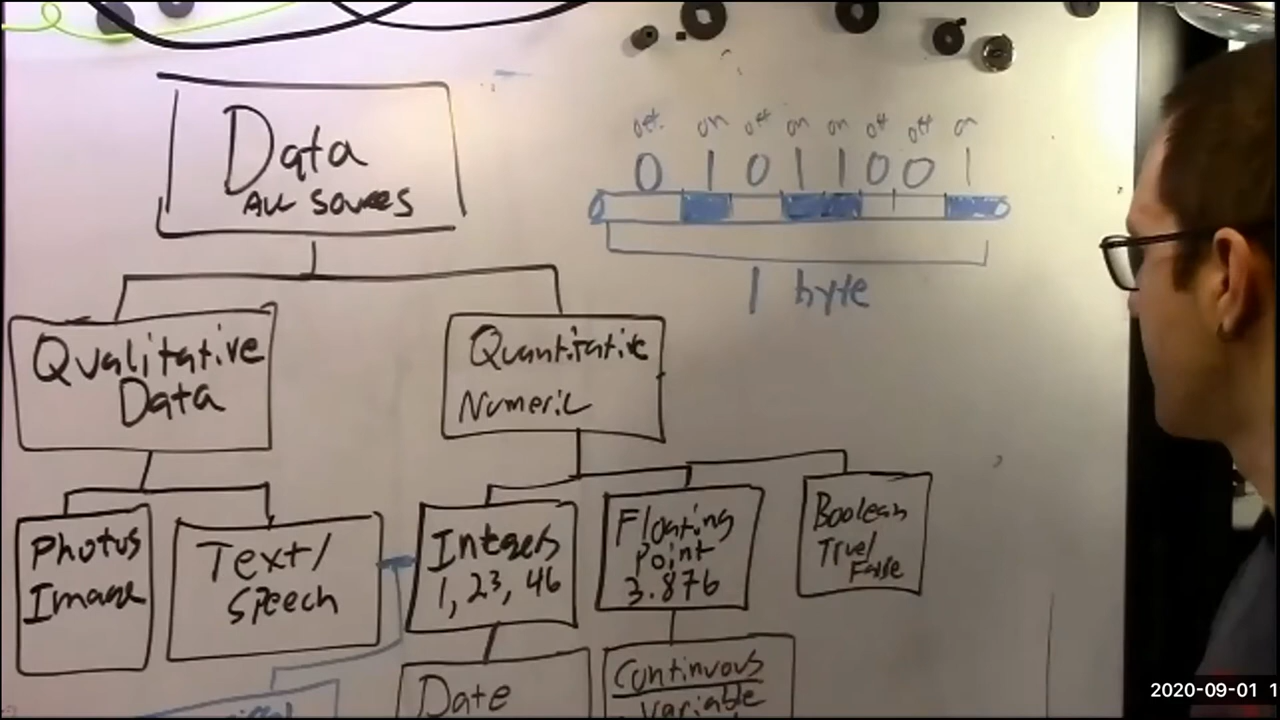 Data
All Sources
off on off on on off off on
0 1 0 1 1 0 0 1
1 byte
Qualitative
Data
Quantitative
Numeric
Photos
Image
Text/
Speech
Integers
1, 23, 46
Floating
Point
3.876
Boolean
True/
False
Date
Continuous
Variable
2020-09-01 1